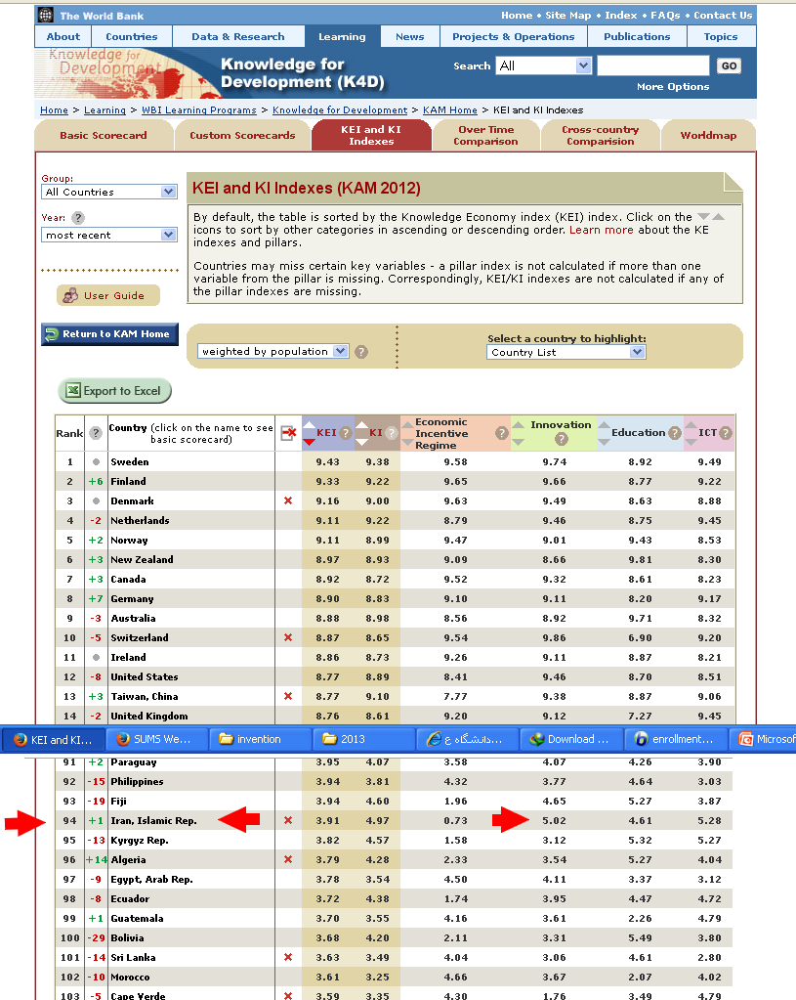 The World Bank
Home • Site Map • Index • FAQs • Contact Us
About Countries Data & Research Learning News Projects & Operations Publications Topics
Knowledge for Development
Knowledge for
Development (K4D)
Search All GO
More Options
Home > Learning > WBI Learning Programs > Knowledge for Development > KAM Home > KEI and KI Indexes
Basic Scorecard Custom Scorecards KEI and KI Indexes Over Time Comparison Cross-country Comparision Worldmap
Group:
All Countries
Year: ?
most recent
User Guide
Return to KAM Home
KEI and KI Indexes (KAM 2012)
By default, the table is sorted by the Knowledge Economy index (KEI) index. Click on the
icons to sort by other categories in ascending or descending order. Learn more about the KE
indexes and pillars.
Countries may miss certain key variables - a pillar index is not calculated if more than one
variable from the pillar is missing. Correspondingly, KEI/KI indexes are not calculated if any of
the pillar indexes are missing.
weighted by population ?
Select a country to highlight:
Country List
Export to Excel
Rank ? Country (click on the name to see basic scorecard) KEI ? KI ? Economic Incentive Regime ? Innovation ? Education ? ICT ?
1 Sweden 9.43 9.38 9.58 9.74 8.92 9.49
2 +6 Finland 9.33 9.22 9.65 9.66 8.77 9.22
3 Denmark 9.16 9.00 9.63 9.49 8.63 8.88
4 -2 Netherlands 9.11 9.22 8.79 9.46 8.75 9.45
5 +2 Norway 9.11 8.99 9.47 9.01 9.43 8.53
6 +3 New Zealand 8.97 8.93 9.09 8.66 9.81 8.30
7 +3 Canada 8.92 8.72 9.52 9.32 8.61 8.23
8 +7 Germany 8.90 8.83 9.10 9.11 8.20 9.17
9 -3 Australia 8.88 8.98 8.56 8.92 9.71 8.32
10 -5 Switzerland 8.87 8.65 9.54 9.86 6.90 9.20
11 Ireland 8.86 8.73 9.26 9.11 8.87 8.21
12 -8 United States 8.77 8.89 8.41 9.46 8.70 8.51
13 +3 Taiwan, China 8.77 9.10 7.77 9.38 8.87 9.06
14 -2 United Kingdom 8.76 8.61 9.20 9.12 7.27 9.45
KEI and KI... SUMS We... invention 2013 دانشگاه ع... Download ... enrollment... Microsof
91 +2 Paraguay 3.95 4.07 3.58 4.07 4.26 3.90
92 -15 Philippines 3.94 3.81 4.32 3.77 4.64 3.03
93 -19 Fiji 3.94 4.60 1.96 4.65 5.27 3.87
94 +1 Iran, Islamic Rep. 3.91 4.97 0.73 5.02 4.61 5.28
95 -13 Kyrgyz Rep. 3.82 4.57 1.58 3.12 5.32 5.27
96 +14 Algeria 3.79 4.28 2.33 3.54 5.27 4.04
97 -9 Egypt, Arab Rep. 3.78 3.54 4.50 4.11 3.37 3.12
98 -8 Ecuador 3.72 4.38 1.74 3.95 4.47 4.72
99 +1 Guatemala 3.70 3.55 4.16 3.61 2.26 4.79
100 -29 Bolivia 3.68 4.20 2.11 3.31 5.49 3.80
101 -14 Sri Lanka 3.63 3.49 4.04 3.06 4.61 2.80
102 -10 Morocco 3.61 3.25 4.66 3.67 2.07 4.02
103 -5 Cape Verde 3.59 3.35 4.30 1.76 3.49 4.79